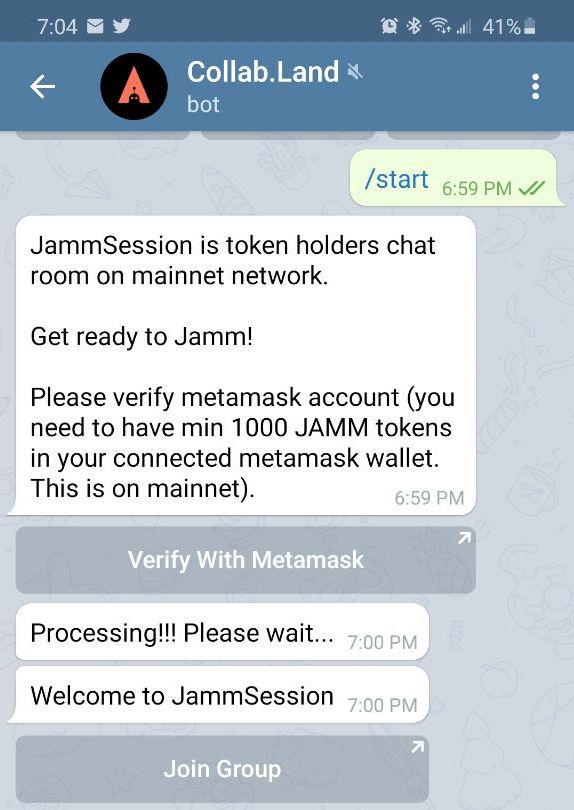 7:04 41%
Collab.Land
bot
/start 6:59 PM
JammSession is token holders chat
room on mainnet network.
Get ready to Jamm!
Please verify metamask account (you
need to have min 1000 JAMM tokens
in your connected metamask wallet.
This is on mainnet). 6:59 PM
Verify With Metamask
Processing!!! Please wait... 7:00 PM
Welcome to JammSession 7:00 PM
Join Group